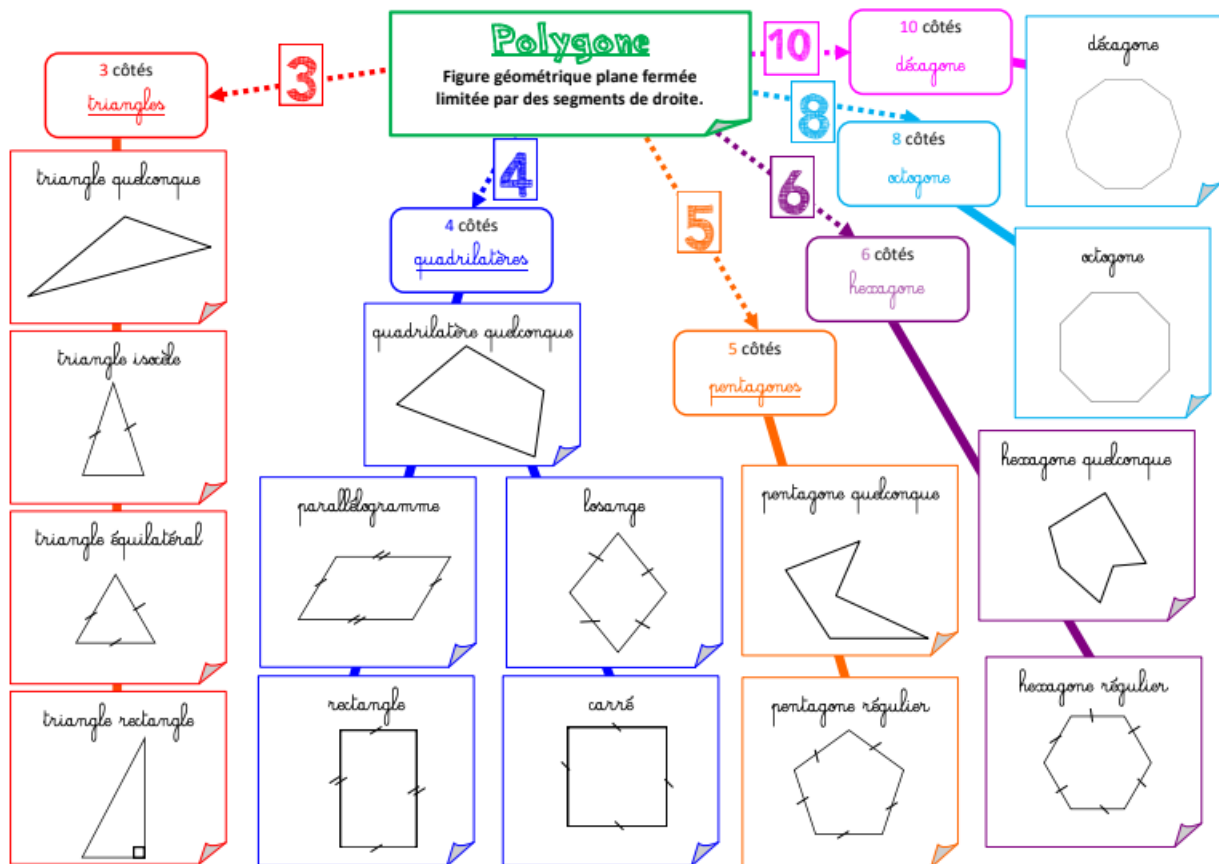 Polygone
Figure géométrique plane fermée
limitée par des segments de droite.
3
3 côtés
triangles
triangle quelconque
triangle isocèle
triangle équilatéral
triangle rectangle
4
4 côtés
quadrilatères
quadrilatère quelconque
parallélogramme
losange
rectangle
carré
5
5 côtés
pentagones
pentagone quelconque
pentagone régulier
6
6 côtés
hexagone
hexagone quelconque
hexagone régulier
8
8 côtés
octogone
octogone
10
10 côtés
décagone
décagone